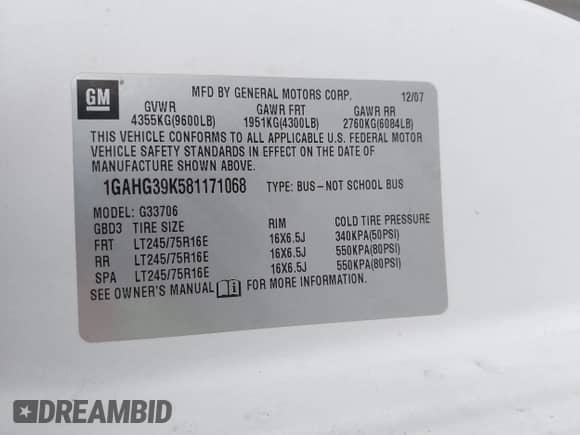 GM
MFD BY GENERAL MOTORS CORP. 12/07
GVWR GAWR FRT GAWR RR
4355KG(9600LB) 1951KG(4300LB) 2760KG(6084LB)
THIS VEHICLE CONFORMS TO ALL APPLICABLE U.S. FEDERAL MOTOR
VEHICLE SAFETY STANDARDS IN EFFECT ON THE DATE OF
MANUFACTURE SHOWN ABOVE.
1GAHG39K581171068 TYPE: BUS-NOT SCHOOL BUS
MODEL: G33706
GBD3 TIRE SIZE RIM COLD TIRE PRESSURE
FRT LT245/75R16E 16X6.5J 340KPA(50PSI)
RR LT245/75R16E 16X6.5J 550KPA(80PSI)
SPA LT245/75R16E 16X6.5J 550KPA(80PSI)
SEE OWNER'S MANUAL i FOR MORE INFORMATION.
DREAMBID